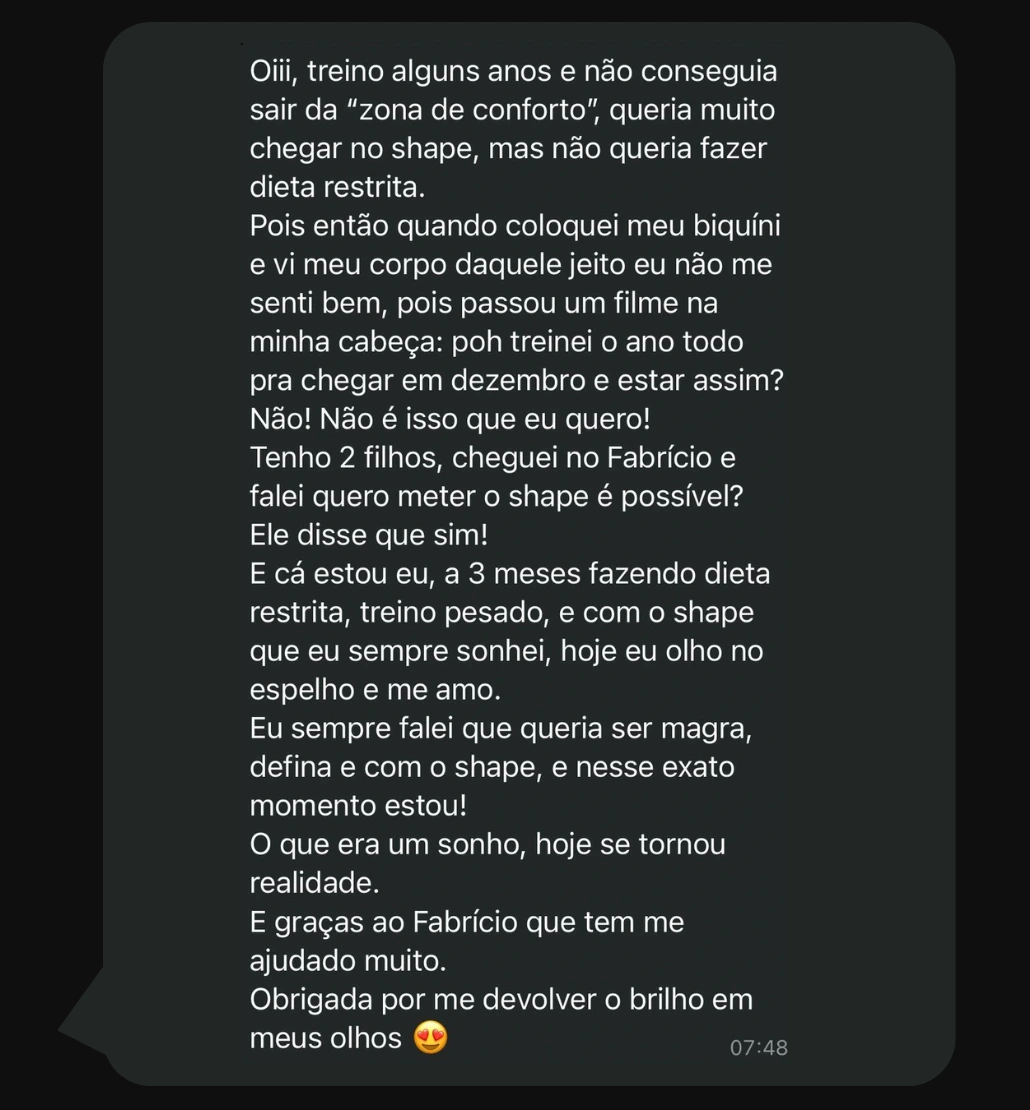 Oiii, treino alguns anos e não conseguia
sair da “zona de conforto”, queria muito
chegar no shape, mas não queria fazer
dieta restrita.
Pois então quando coloquei meu biquíni
e vi meu corpo daquele jeito eu não me
senti bem, pois passou um filme na
minha cabeça: poh treinei o ano todo
pra chegar em dezembro e estar assim?
Não! Não é isso que eu quero!
Tenho 2 filhos, cheguei no Fabrício e
falei quero meter o shape é possível?
Ele disse que sim!
E cá estou eu, a 3 meses fazendo dieta
restrita, treino pesado, e com o shape
que eu sempre sonhei, hoje eu olho no
espelho e me amo.
Eu sempre falei que queria ser magra,
defina e com o shape, e nesse exato
momento estou!
O que era um sonho, hoje se tornou
realidade.
E graças ao Fabrício que tem me
ajudado muito.
Obrigada por me devolver o brilho em
meus olhos 😍
07:48